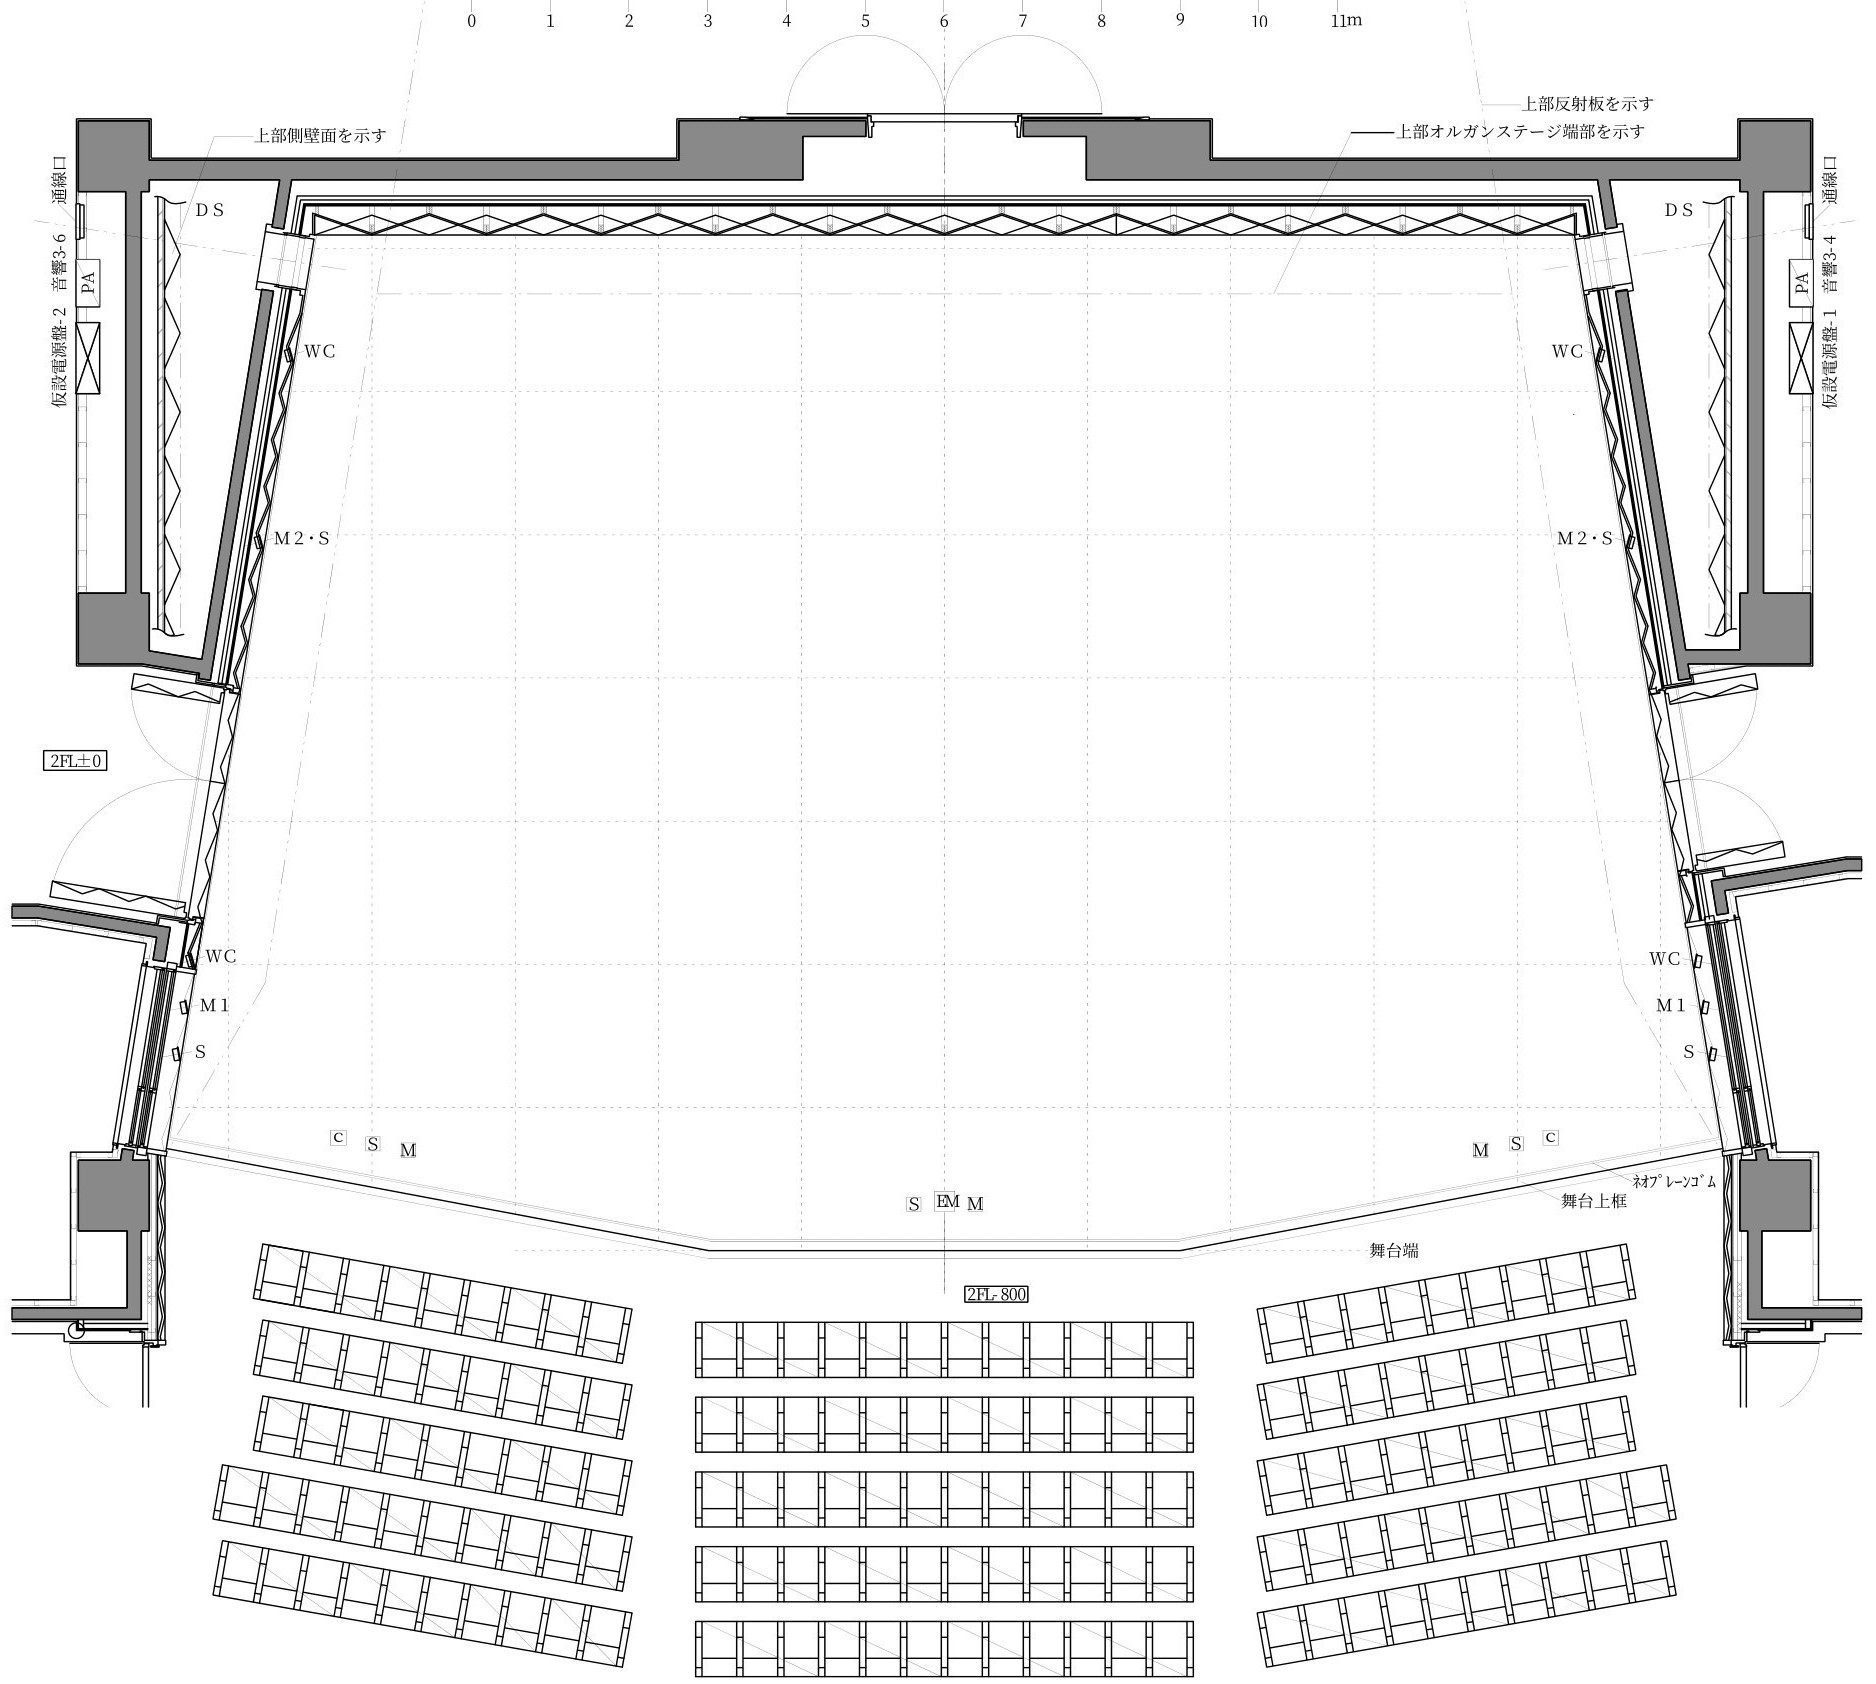 0 1 2 3 4 5 6 7 8 9 10 11m
上部反射板を示す
上部側壁面を示す
上部オルガンステージ端部を示す
通線口
通線口
DS
DS
仮設電源盤-2 音響3-6
PA
PA
仮設電源盤-1 音響3-4
WC
WC
M2・S
M2・S
2FL±0
WC
WC
M1
M1
S
S
C
S
M
M
S
C
ﾈｵﾌﾟﾚｰﾝｺﾞﾑ
舞台上框
S
EM
M
舞台端
2FL-800